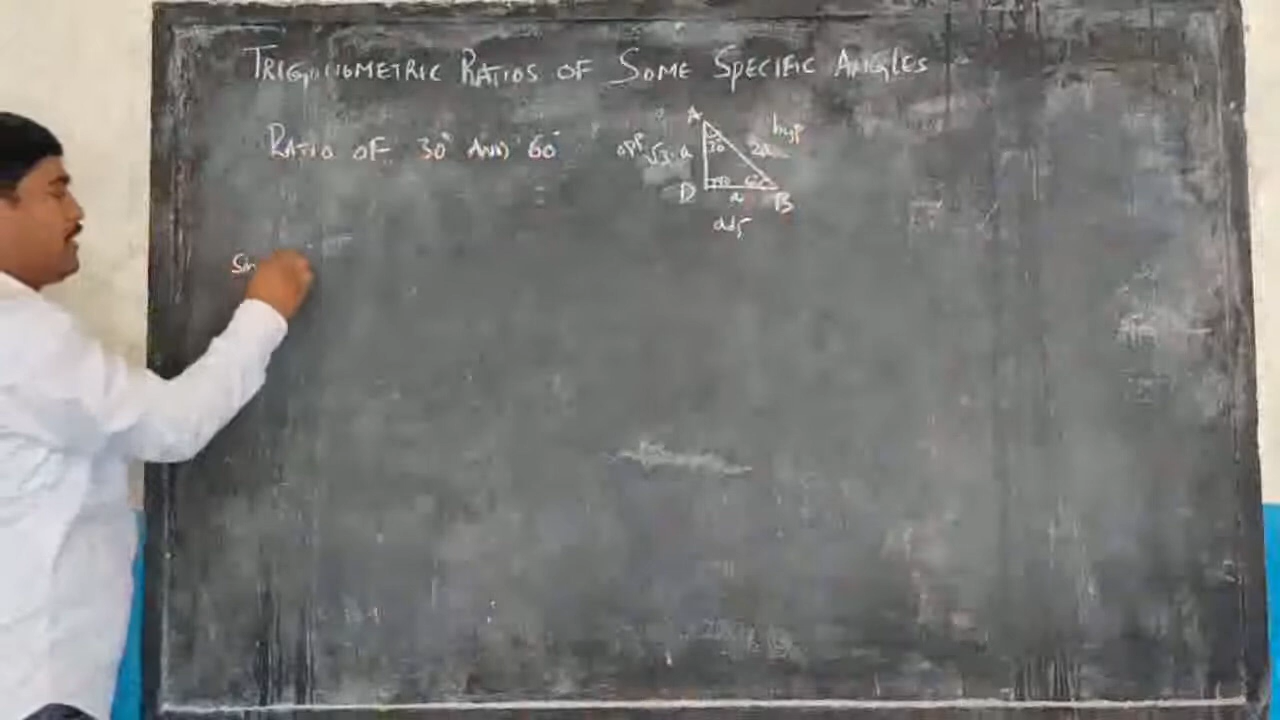 TRIGONOMETRIC RATIOS OF SOME SPECIFIC ANGLES
RATIO OF 30° AND 60°
A
hyp
opp √3 a
30
2a
90
60
D
a
B
adj
Sin